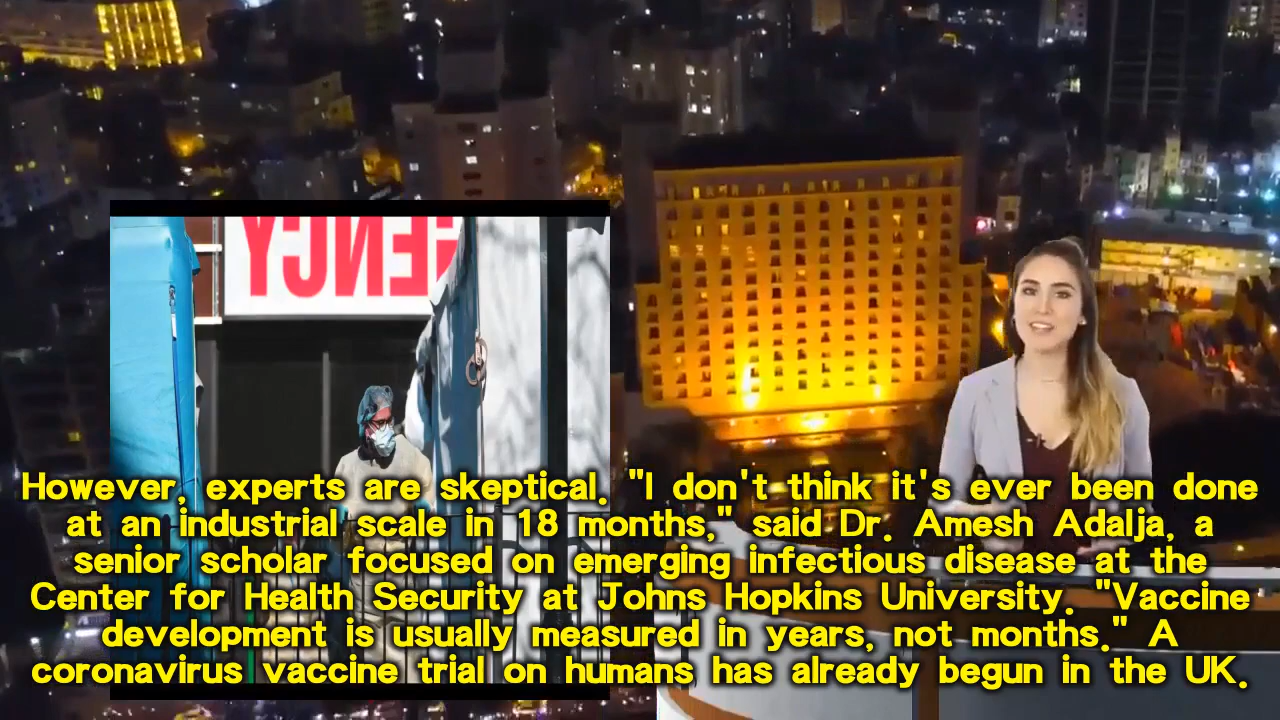 GENCY
However, experts are skeptical. "I don't think it's ever been done
at an industrial scale in 18 months," said Dr. Amesh Adalja, a
senior scholar focused on emerging infectious disease at the
Center for Health Security at Johns Hopkins University. "Vaccine
development is usually measured in years, not months." A
coronavirus vaccine trial on humans has already begun in the UK.